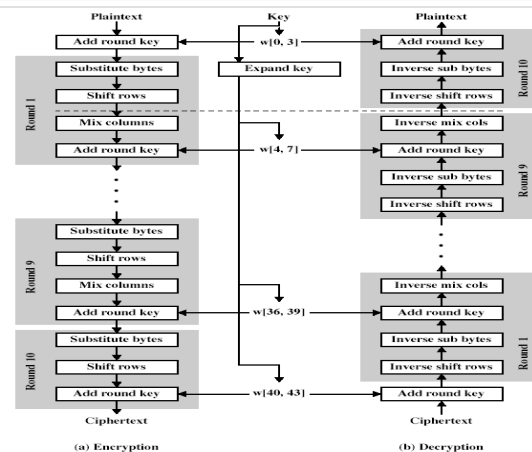 Plaintext
Key
Plaintext
Add round key
w[0, 3]
Add round key
Round 1
Substitute bytes
Shift rows
Mix columns
Add round key
Expand key
w[4, 7]
Inverse sub bytes
Inverse shift rows
Round 10
Inverse mix cols
Add round key
Inverse sub bytes
Inverse shift rows
Round 9
Round 9
Substitute bytes
Shift rows
Mix columns
Add round key
w[36, 39]
Inverse mix cols
Add round key
Inverse sub bytes
Inverse shift rows
Round 1
Round 10
Substitute bytes
Shift rows
Add round key
w[40, 43]
Add round key
Ciphertext
Ciphertext
(a) Encryption
(b) Decryption